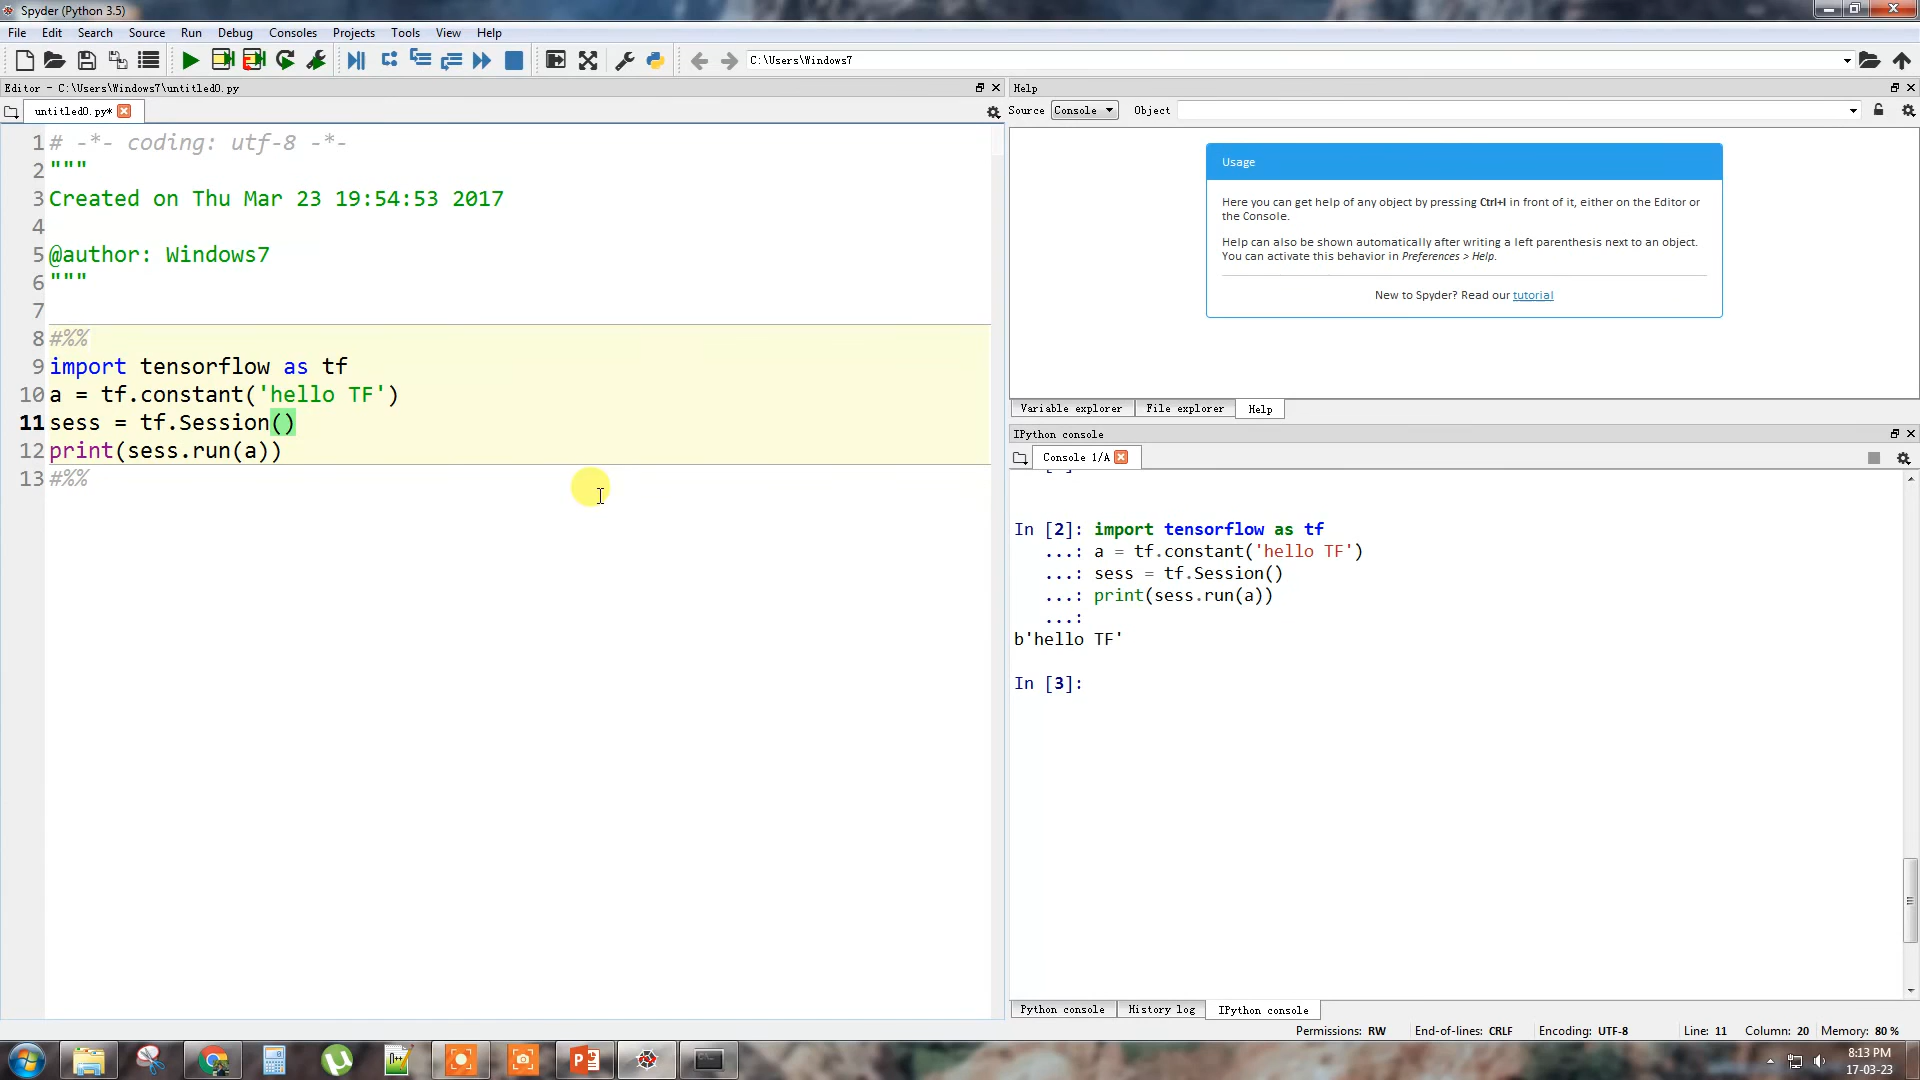 Spyder (Python 3.5)
File Edit Search Source Run Debug Consoles Projects Tools View Help
C:\Users\Windows7
Editor - C:\Users\Windows7\untitled0.py
untitled0.py*
1 # -*- coding: utf-8 -*-
2 """
3 Created on Thu Mar 23 19:54:53 2017
4
5 @author: Windows7
6 """
7
8 #%%
9 import tensorflow as tf
10 a = tf.constant('hello TF')
11 sess = tf.Session()
12 print(sess.run(a))
13 #%%
Help
Source Console Object
Usage
Here you can get help of any object by pressing Ctrl+I in front of it, either on the Editor or
the Console.
Help can also be shown automatically after writing a left parenthesis next to an object.
You can activate this behavior in Preferences > Help.
New to Spyder? Read our tutorial
Variable explorer File explorer Help
IPython console
Console 1/A
In [2]: import tensorflow as tf
...: a = tf.constant('hello TF')
...: sess = tf.Session()
...: print(sess.run(a))
...:
b'hello TF'
In [3]:
Python console History log IPython console
Permissions: RW End-of-lines: CRLF Encoding: UTF-8 Line: 11 Column: 20 Memory: 80 %
8:13 PM
17-03-23